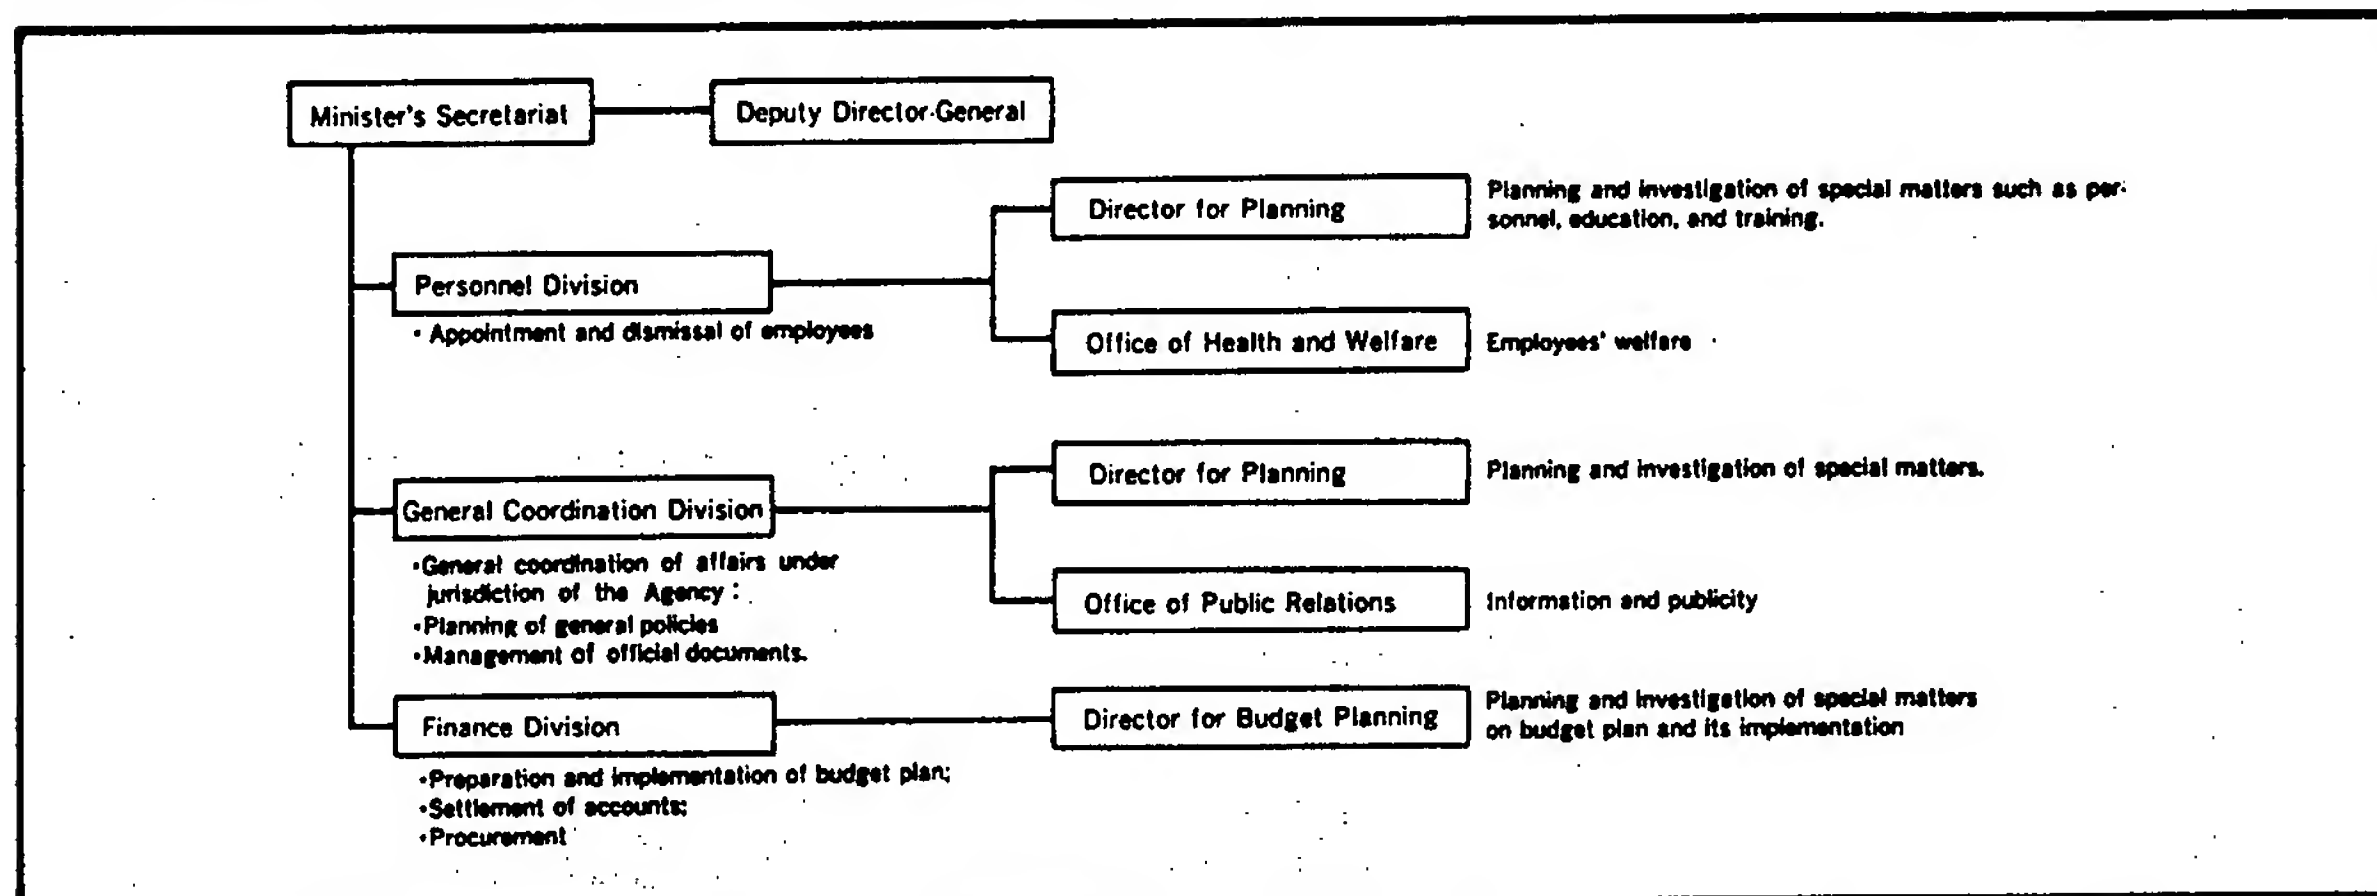 Minister's Secretariat
Deputy Director-General
Director for Planning
Planning and investigation of special matters such as per-
sonnel, education, and training.
Personnel Division
• Appointment and dismissal of employees
Office of Health and Welfare
Employees' welfare
Director for Planning
Planning and investigation of special matters.
General Coordination Division
•General coordination of affairs under
jurisdiction of the Agency:
•Planning of general policies
•Management of official documents.
Office of Public Relations
Information and publicity
Finance Division
Director for Budget Planning
Planning and investigation of special matters
on budget plan and its implementation
•Preparation and implementation of budget plan;
•Settlement of accounts;
•Procurement